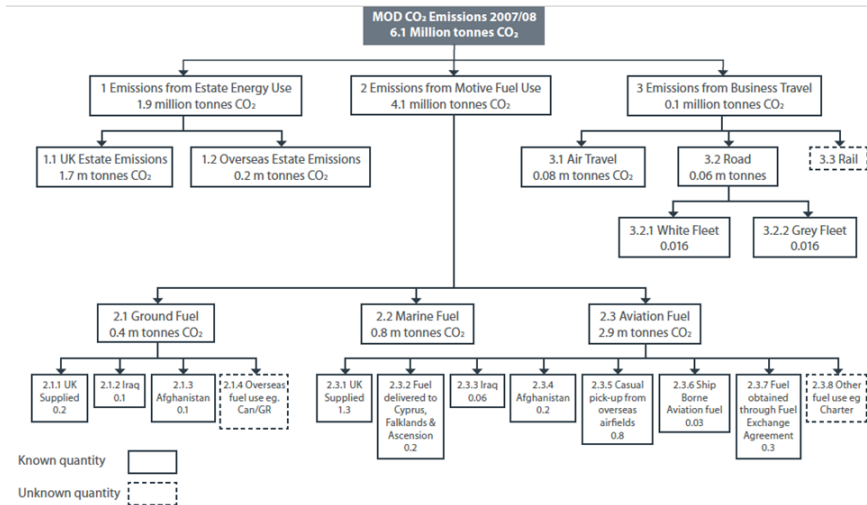 MOD CO₂ Emissions 2007/08
6.1 Million tonnes CO₂
1 Emissions from Estate Energy Use
1.9 million tonnes CO₂
2 Emissions from Motive Fuel Use
4.1 million tonnes CO₂
3 Emissions from Business Travel
0.1 million tonnes CO₂
1.1 UK Estate Emissions
1.7 m tonnes CO₂
1.2 Overseas Estate Emissions
0.2 m tonnes CO₂
3.1 Air Travel
0.08 m tonnes CO₂
3.2 Road
0.06 m tonnes
3.3 Rail
3.2.1 White Fleet
0.016
3.2.2 Grey Fleet
0.016
2.1 Ground Fuel
0.4 m tonnes CO₂
2.2 Marine Fuel
0.8 m tonnes CO₂
2.3 Aviation Fuel
2.9 m tonnes CO₂
2.1.1 UK
Supplied
0.2
2.1.2 Iraq
0.1
2.1.3
Afghanistan
0.1
2.1.4 Overseas
fuel use eg.
Can/GR
2.3.1 UK
Supplied
1.3
2.3.2 Fuel
delivered to
Cyprus,
Falklands &
Ascension
0.2
2.3.3 Iraq
0.06
2.3.4
Afghanistan
0.2
2.3.5 Casual
pick-up from
overseas
airfields
0.8
2.3.6 Ship
Borne
Aviation fuel
0.03
2.3.7 Fuel
obtained
through Fuel
Exchange
Agreement
0.3
2.3.8 Other
fuel use eg
Charter
Known quantity
Unknown quantity